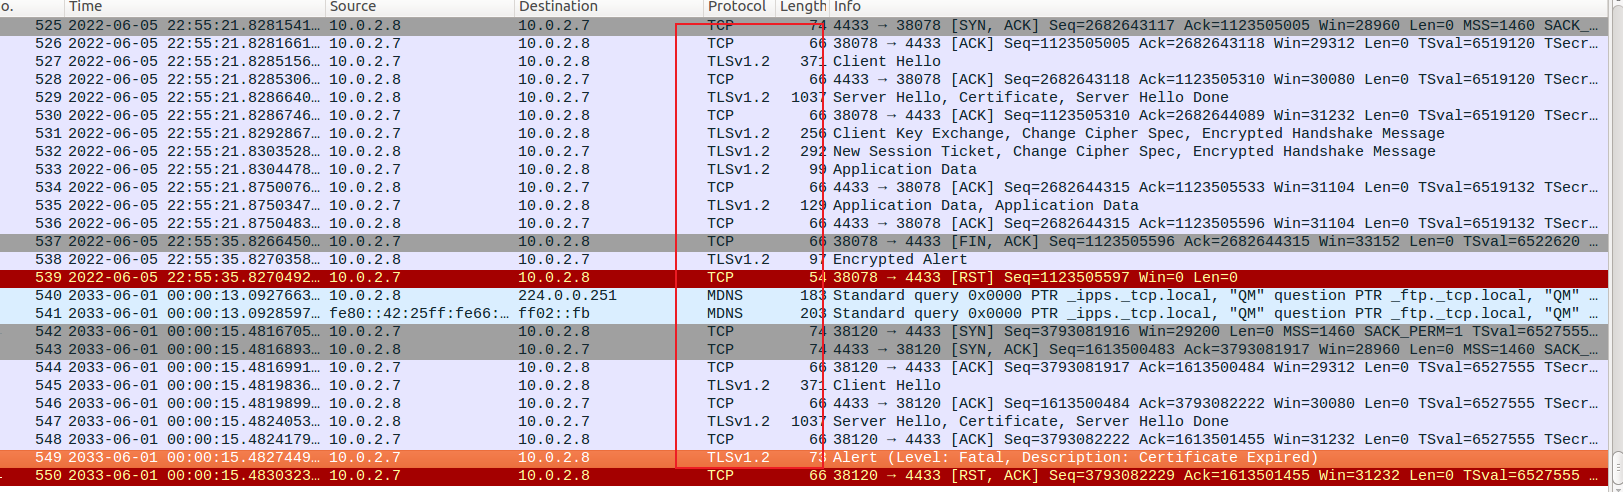 o. Time Source Destination Protocol Length Info
525 2022-06-05 22:55:21.8281541… 10.0.2.8 10.0.2.7 TCP 74 4433 → 38078 [SYN, ACK] Seq=2682643117 Ack=1123505005 Win=28960 Len=0 MSS=1460 SACK_…
526 2022-06-05 22:55:21.8281661… 10.0.2.7 10.0.2.8 TCP 66 38078 → 4433 [ACK] Seq=1123505005 Ack=2682643118 Win=29312 Len=0 TSval=6519120 TSecr…
527 2022-06-05 22:55:21.8285156… 10.0.2.7 10.0.2.8 TLSv1.2 371 Client Hello
528 2022-06-05 22:55:21.8285306… 10.0.2.8 10.0.2.7 TCP 66 4433 → 38078 [ACK] Seq=2682643118 Ack=1123505310 Win=30080 Len=0 TSval=6519120 TSecr…
529 2022-06-05 22:55:21.8286640… 10.0.2.8 10.0.2.7 TLSv1.2 1037 Server Hello, Certificate, Server Hello Done
530 2022-06-05 22:55:21.8286746… 10.0.2.7 10.0.2.8 TCP 66 38078 → 4433 [ACK] Seq=1123505310 Ack=2682644089 Win=31232 Len=0 TSval=6519120 TSecr…
531 2022-06-05 22:55:21.8292867… 10.0.2.7 10.0.2.8 TLSv1.2 256 Client Key Exchange, Change Cipher Spec, Encrypted Handshake Message
532 2022-06-05 22:55:21.8303528… 10.0.2.8 10.0.2.7 TLSv1.2 292 New Session Ticket, Change Cipher Spec, Encrypted Handshake Message
533 2022-06-05 22:55:21.8304478… 10.0.2.7 10.0.2.8 TLSv1.2 99 Application Data
534 2022-06-05 22:55:21.8750076… 10.0.2.8 10.0.2.7 TCP 66 4433 → 38078 [ACK] Seq=2682644315 Ack=1123505533 Win=31104 Len=0 TSval=6519132 TSecr…
535 2022-06-05 22:55:21.8750347… 10.0.2.7 10.0.2.8 TLSv1.2 129 Application Data, Application Data
536 2022-06-05 22:55:21.8750483… 10.0.2.8 10.0.2.7 TCP 66 4433 → 38078 [ACK] Seq=2682644315 Ack=1123505596 Win=31104 Len=0 TSval=6519132 TSecr…
537 2022-06-05 22:55:35.8266450… 10.0.2.7 10.0.2.8 TCP 66 38078 → 4433 [FIN, ACK] Seq=1123505596 Ack=2682644315 Win=33152 Len=0 TSval=6522620 …
538 2022-06-05 22:55:35.8270358… 10.0.2.8 10.0.2.7 TLSv1.2 97 Encrypted Alert
539 2022-06-05 22:55:35.8270492… 10.0.2.7 10.0.2.8 TCP 54 38078 → 4433 [RST] Seq=1123505597 Win=0 Len=0
540 2033-06-01 00:00:13.0927663… 10.0.2.8 224.0.0.251 MDNS 183 Standard query 0x0000 PTR _ipps._tcp.local, "QM" question PTR _ftp._tcp.local, "QM" …
541 2033-06-01 00:00:13.0928597… fe80::42:25ff:fe66:… ff02::fb MDNS 203 Standard query 0x0000 PTR _ipps._tcp.local, "QM" question PTR _ftp._tcp.local, "QM" …
542 2033-06-01 00:00:15.4816705… 10.0.2.7 10.0.2.8 TCP 74 38120 → 4433 [SYN] Seq=3793081916 Win=29200 Len=0 MSS=1460 SACK_PERM=1 TSval=6527555…
543 2033-06-01 00:00:15.4816893… 10.0.2.8 10.0.2.7 TCP 74 4433 → 38120 [SYN, ACK] Seq=1613500483 Ack=3793081917 Win=28960 Len=0 MSS=1460 SACK_…
544 2033-06-01 00:00:15.4816991… 10.0.2.7 10.0.2.8 TCP 66 38120 → 4433 [ACK] Seq=3793081917 Ack=1613500484 Win=29312 Len=0 TSval=6527555 TSecr…
545 2033-06-01 00:00:15.4819836… 10.0.2.7 10.0.2.8 TLSv1.2 371 Client Hello
546 2033-06-01 00:00:15.4819899… 10.0.2.8 10.0.2.7 TCP 66 4433 → 38120 [ACK] Seq=1613500484 Ack=3793082222 Win=30080 Len=0 TSval=6527555 TSecr…
547 2033-06-01 00:00:15.4824053… 10.0.2.8 10.0.2.7 TLSv1.2 1037 Server Hello, Certificate, Server Hello Done
548 2033-06-01 00:00:15.4824179… 10.0.2.7 10.0.2.8 TCP 66 38120 → 4433 [ACK] Seq=3793082222 Ack=1613501455 Win=31232 Len=0 TSval=6527555 TSecr…
549 2033-06-01 00:00:15.4827449… 10.0.2.7 10.0.2.8 TLSv1.2 73 Alert (Level: Fatal, Description: Certificate Expired)
550 2033-06-01 00:00:15.4830323… 10.0.2.7 10.0.2.8 TCP 66 38120 → 4433 [RST, ACK] Seq=3793082229 Ack=1613501455 Win=31232 Len=0 TSval=6527555 …